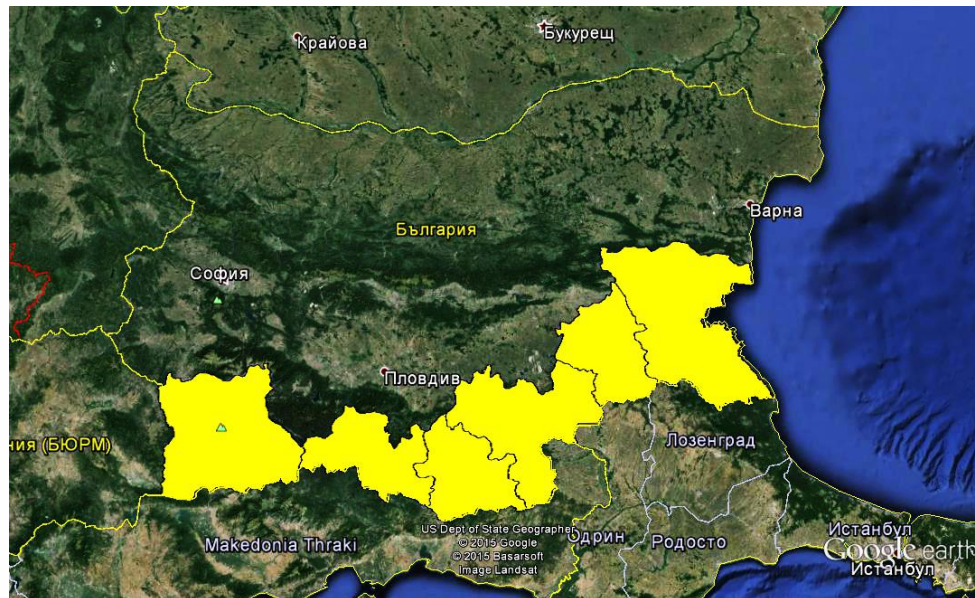 Крайова
Букурещ
Варна
България
София
Пловдив
ния (БЮРМ)
Лозенград
US Dept of State Geographer
© 2015 Google
© 2015 Basarsoft
Image Landsat
Makedonia Thraki
Одрин
Родосто
Истанбул
Google earth
Истанбул